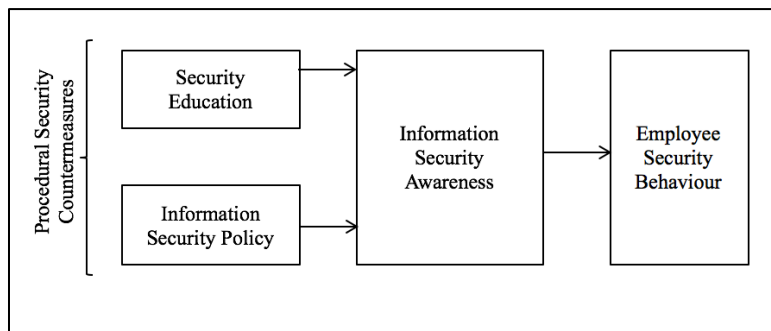 Procedural Security
Countermeasures
Security
Education
Information
Security Policy
Information
Security
Awareness
Employee
Security
Behaviour